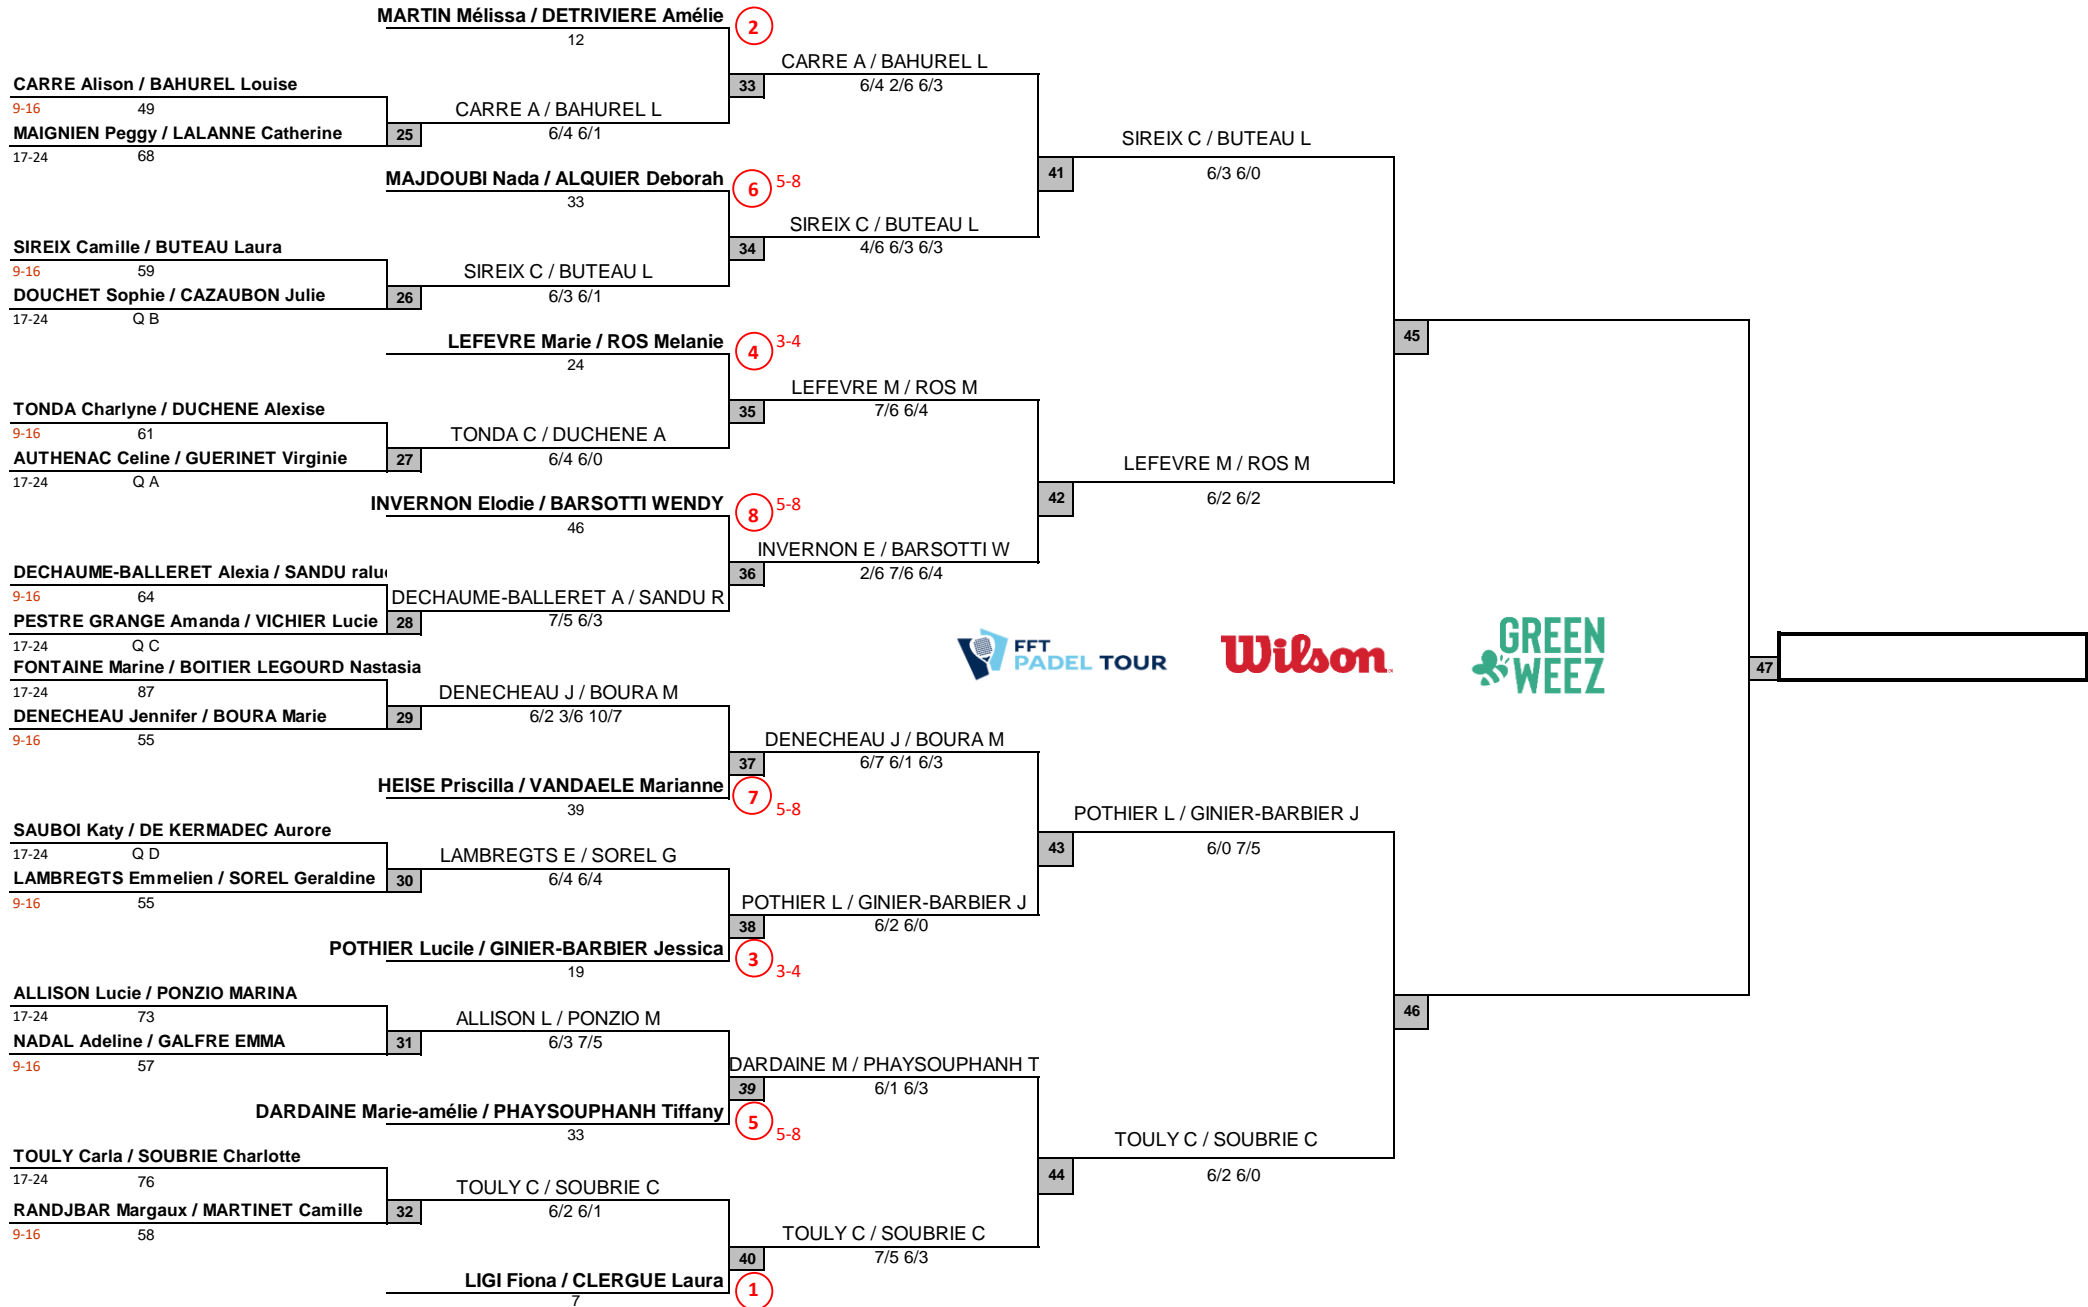 MARTIN Mélissa / DETRIVIERE Amélie
2
12
CARRE A / BAHUREL L
33
6/4 2/6 6/3
CARRE Alison / BAHUREL Louise
9-16
49
CARRE A / BAHUREL L
MAIGNIEN Peggy / LALANNE Catherine
25
6/4 6/1
17-24
68
SIREIX C / BUTEAU L
41
6/3 6/0
MAJDOUBI Nada / ALQUIER Deborah
6
5-8
33
SIREIX C / BUTEAU L
34
4/6 6/3 6/3
SIREIX Camille / BUTEAU Laura
9-16
59
SIREIX C / BUTEAU L
DOUCHET Sophie / CAZAUBON Julie
26
6/3 6/1
17-24
Q B
45
LEFEVRE Marie / ROS Melanie
4
3-4
24
LEFEVRE M / ROS M
35
7/6 6/4
TONDA Charlyne / DUCHENE Alexise
9-16
61
TONDA C / DUCHENE A
AUTHENAC Celine / GUERINET Virginie
27
6/4 6/0
17-24
Q A
LEFEVRE M / ROS M
42
6/2 6/2
INVERNON Elodie / BARSOTTI WENDY
8
5-8
46
INVERNON E / BARSOTTI W
36
2/6 7/6 6/4
DECHAUME-BALLERET Alexia / SANDU ralu
9-16
64
DECHAUME-BALLERET A / SANDU R
PESTRE GRANGE Amanda / VICHIER Lucie
28
7/5 6/3
17-24
Q C
FFT
PADEL TOUR
Wilson
GREEN
WEEZ
47
FONTAINE Marine / BOITIER LEGOURD Nastasia
17-24
87
DENECHEAU J / BOURA M
DENECHEAU Jennifer / BOURA Marie
29
6/2 3/6 10/7
9-16
55
DENECHEAU J / BOURA M
37
6/7 6/1 6/3
HEISE Priscilla / VANDAELE Marianne
7
5-8
39
POTHIER L / GINIER-BARBIER J
43
6/0 7/5
SAUBOI Katy / DE KERMADEC Aurore
17-24
Q D
LAMBREGTS E / SOREL G
LAMBREGTS Emmelien / SOREL Geraldine
30
6/4 6/4
9-16
55
POTHIER L / GINIER-BARBIER J
38
6/2 6/0
POTHIER Lucile / GINIER-BARBIER Jessica
3
3-4
19
46
ALLISON Lucie / PONZIO MARINA
17-24
73
ALLISON L / PONZIO M
NADAL Adeline / GALFRE EMMA
31
6/3 7/5
9-16
57
DARDAINE M / PHAYSOUPHANH T
39
6/1 6/3
DARDAINE Marie-amélie / PHAYSOUPHANH Tiffany
5
5-8
33
TOULY C / SOUBRIE C
44
6/2 6/0
TOULY Carla / SOUBRIE Charlotte
17-24
76
TOULY C / SOUBRIE C
RANDJBAR Margaux / MARTINET Camille
32
6/2 6/1
9-16
58
TOULY C / SOUBRIE C
40
7/5 6/3
LIGI Fiona / CLERGUE Laura
1
7